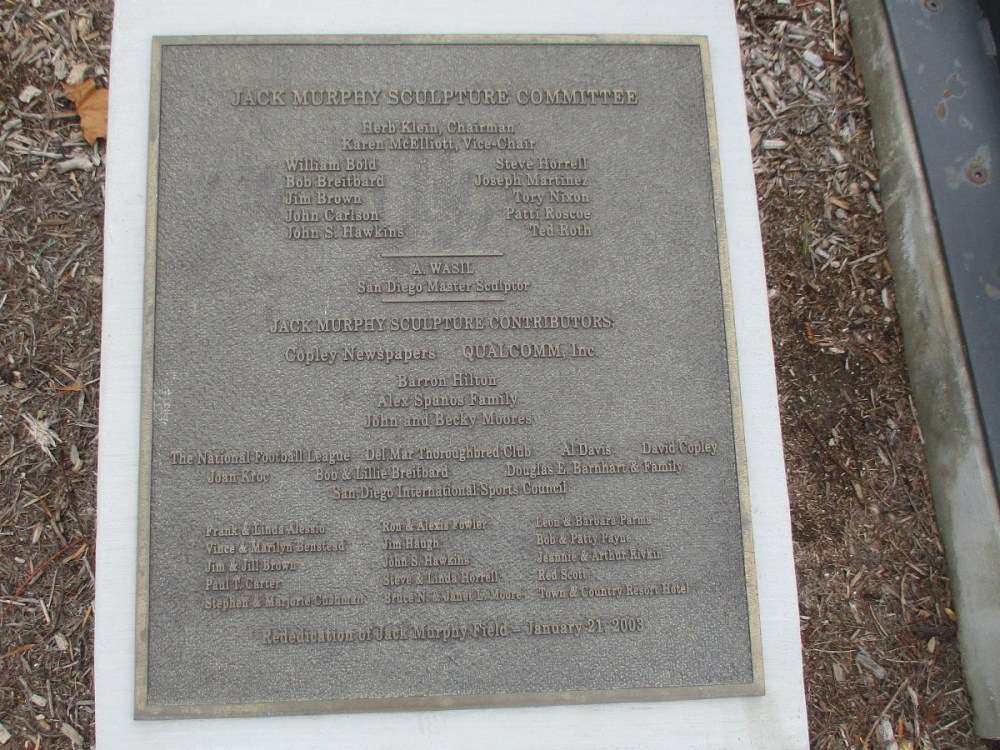 JACK MURPHY SCULPTURE COMMITTEE
Herb Klein, Chairman
Karen McElliott, Vice-Chair
William Bold Steve Horrell
Bob Breitbard Joseph Martinez
Jim Brown Tory Nixon
John Carlson Patti Roscoe
John S. Hawkins Ted Roth
A. WASIL
San Diego Master Sculptor
JACK MURPHY SCULPTURE CONTRIBUTORS:
Copley Newspapers QUALCOMM, Inc.
Barron Hilton
Alex Spanos Family
John and Becky Moores
The National Football League Del Mar Thoroughbred Club Al Davis David Copley
Joan Kroc Bob & Lillie Breitbard Douglas E. Barnhart & Family
San Diego International Sports Council
Frank & Linda Alessio Ron & Alexis Fowler Leon & Barbara Parma
Vince & Marilyn Benstead Jim Haugh Bob & Patty Payne
Jim & Jill Brown John S. Hawkins Jeannie & Arthur Rivkin
Paul T. Carter Steve & Linda Horrell Red Scott
Stephen & Marjorie Cushman Bruce N. & Janet L. Moore Town & Country Resort Hotel
Rededication of Jack Murphy Field – January 21, 2003